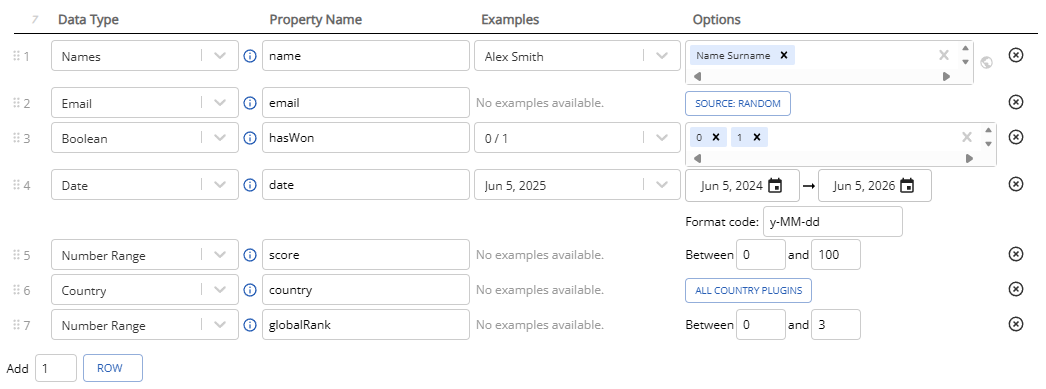 7 Data Type Property Name Examples Options
1 Names name Alex Smith Name Surname
2 Email email No examples available. SOURCE: RANDOM
3 Boolean hasWon 0 / 1 0 1
4 Date date Jun 5, 2025 Jun 5, 2024 → Jun 5, 2026
Format code: y-MM-dd
5 Number Range score No examples available. Between 0 and 100
6 Country country No examples available. ALL COUNTRY PLUGINS
7 Number Range globalRank No examples available. Between 0 and 3
Add 1 ROW